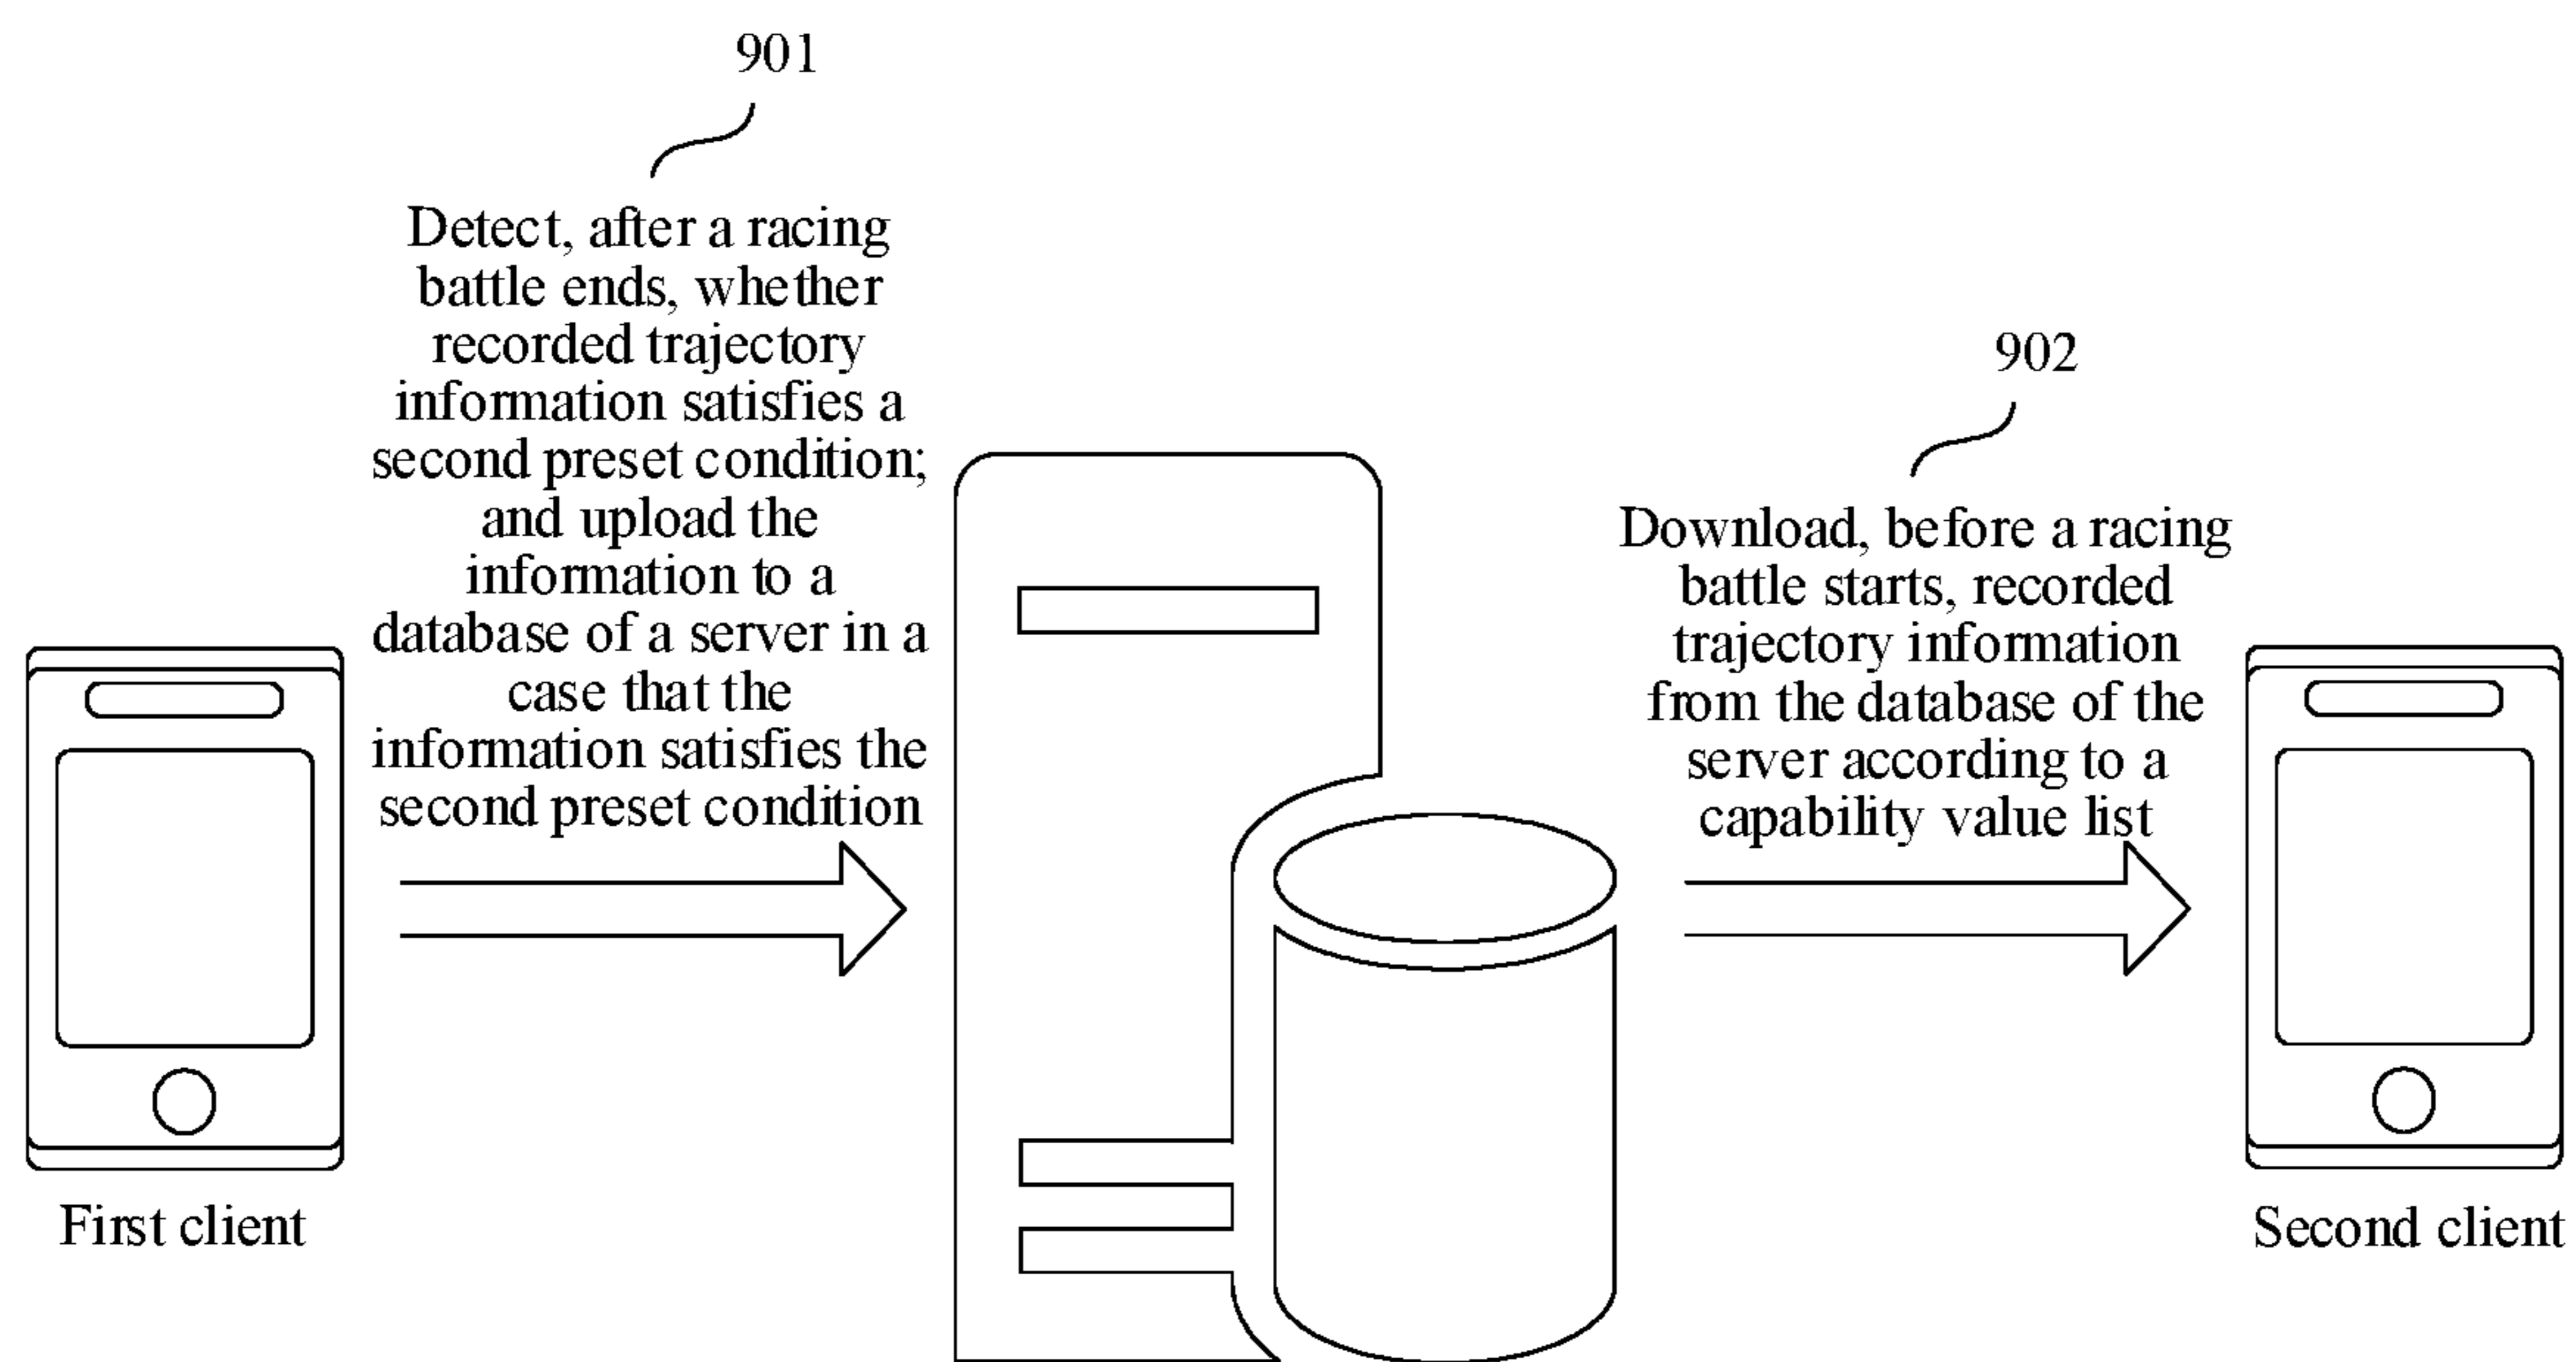 901
Detect, after a racing
battle ends, whether
recorded trajectory
information satisfies a
second preset condition;
and upload the
information to a
database of a server in a
case that the
information satisfies the
second preset condition
902
Download, before a racing
battle starts, recorded
trajectory information
from the database of the
server according to a
capability value list
First client
Second client